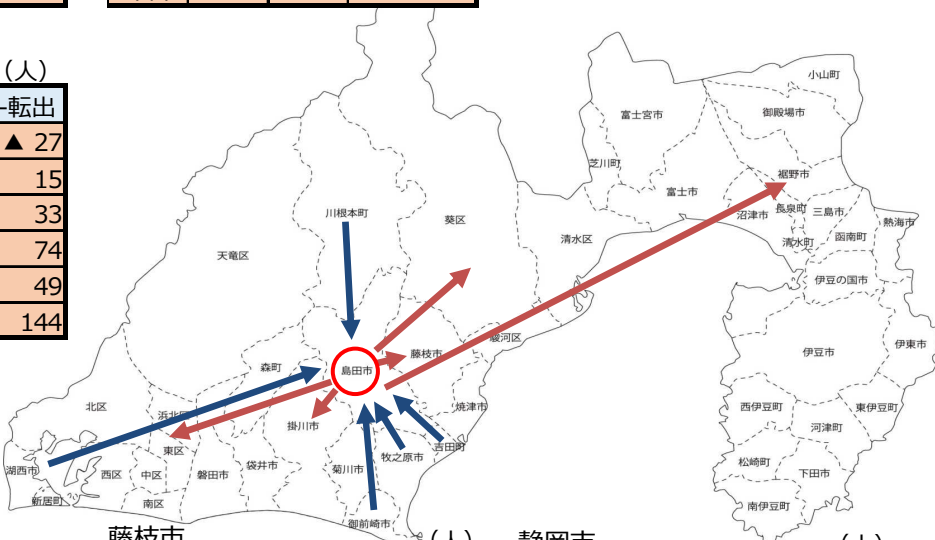 (人)
-転出
▲ 27
15
33
74
49
144
小山町
御殿場市
富士宮市
芝川町
裾野市
富士市
長泉町
三島市
沼津市
熱海市
川根本町
葵区
清水区
清水町
函南町
天竜区
伊豆の国市
駿河区
伊東市
藤枝市
伊豆市
森町
島田市
北区
浜北区
焼津市
西伊豆町
東伊豆町
掛川市
河津町
東区
吉田町
牧之原市
湖西市
西区
中区
磐田市
袋井市
菊川市
松崎町
下田市
新居町
南区
南伊豆町
御前崎市
藤枝市
(人)
静岡市
(人)